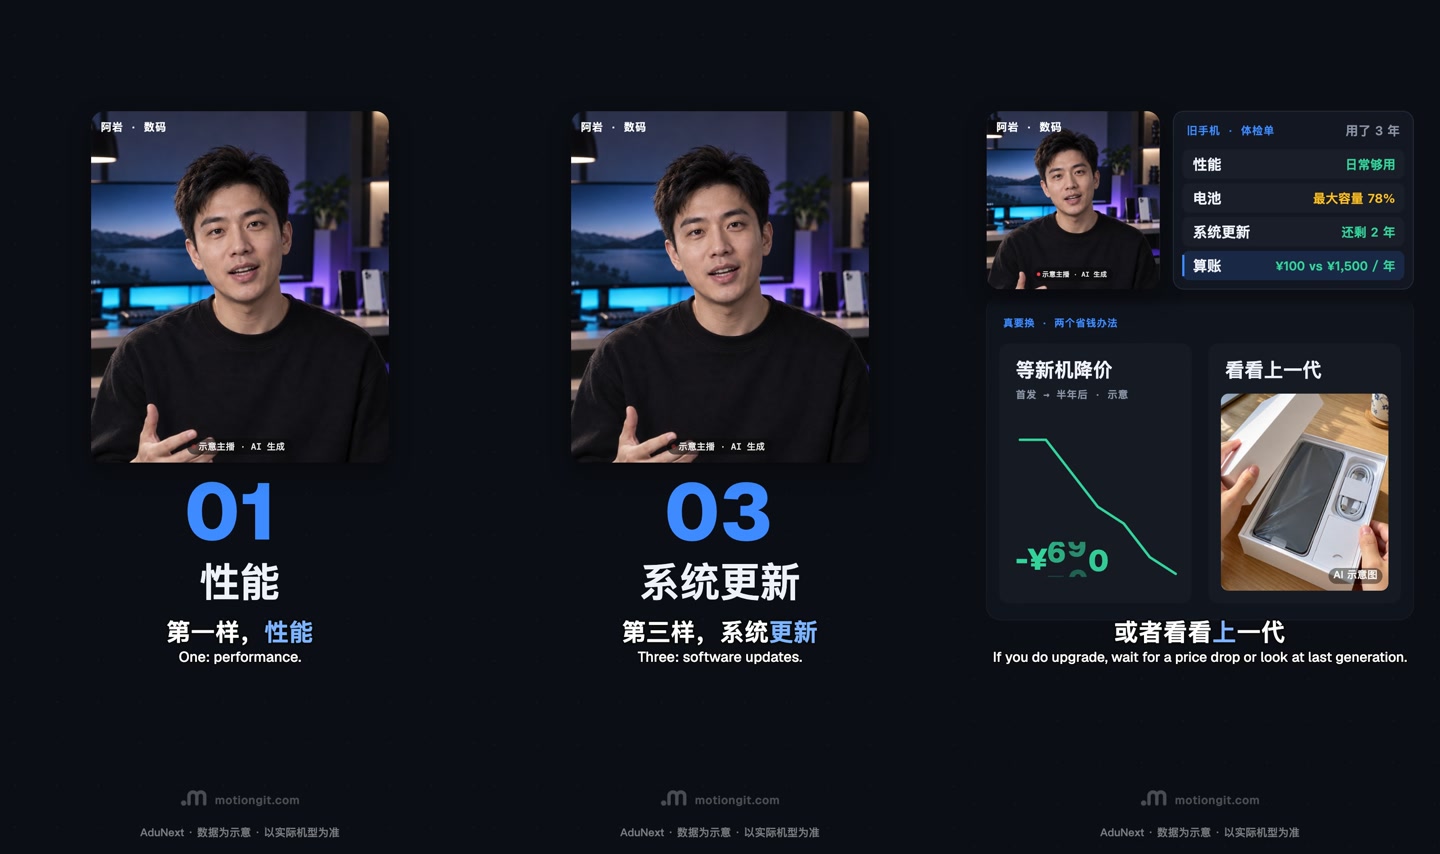 阿岩 · 数码
示意主播 · AI 生成
01
性能
第一样，性能
One: performance.
motiongit.com
AduNext · 数据为示意 · 以实际机型为准
阿岩 · 数码
示意主播 · AI 生成
03
系统更新
第三样，系统更新
Three: software updates.
motiongit.com
AduNext · 数据为示意 · 以实际机型为准
阿岩 · 数码
示意主播 · AI 生成
旧手机 · 体检单 用了 3 年
性能 日常够用
电池 最大容量 78%
系统更新 还剩 2 年
算账 ¥100 vs ¥1,500 / 年
真要换 · 两个省钱办法
等新机降价
首发 → 半年后 · 示意
看看上一代
AI 示意图
或者看看上一代
If you do upgrade, wait for a price drop or look at last generation.
motiongit.com
AduNext · 数据为示意 · 以实际机型为准